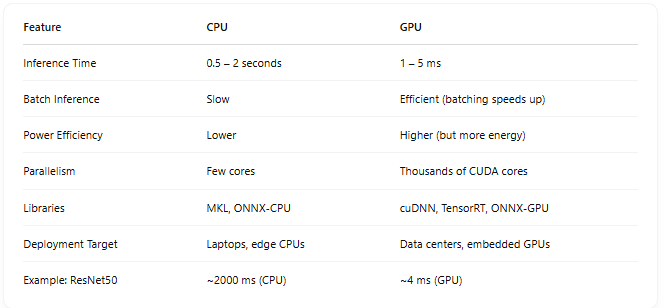 Feature CPU GPU
Inference Time 0.5 – 2 seconds 1 – 5 ms
Batch Inference Slow Efficient (batching speeds up)
Power Efficiency Lower Higher (but more energy)
Parallelism Few cores Thousands of CUDA cores
Libraries MKL, ONNX-CPU cuDNN, TensorRT, ONNX-GPU
Deployment Target Laptops, edge CPUs Data centers, embedded GPUs
Example: ResNet50 ~2000 ms (CPU) ~4 ms (GPU)